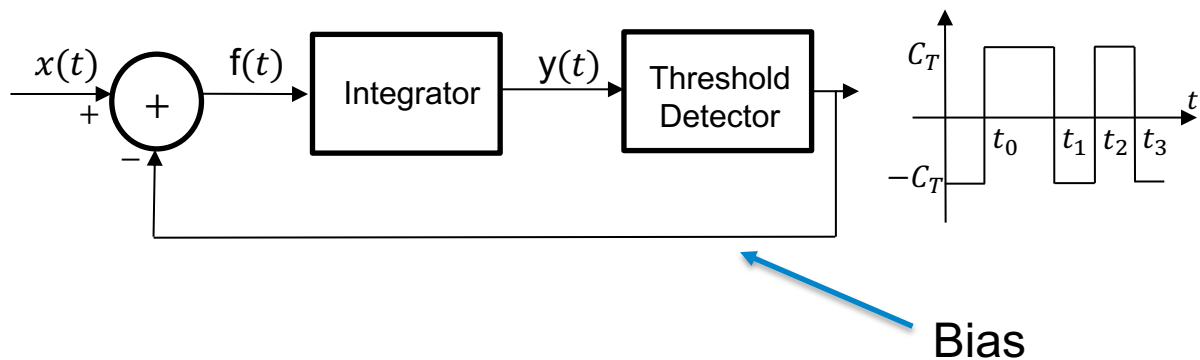 x(t)
+
+
−
f(t)
Integrator
y(t)
Threshold
Detector
C_T
−C_T
t
t_0
t_1
t_2
t_3
Bias